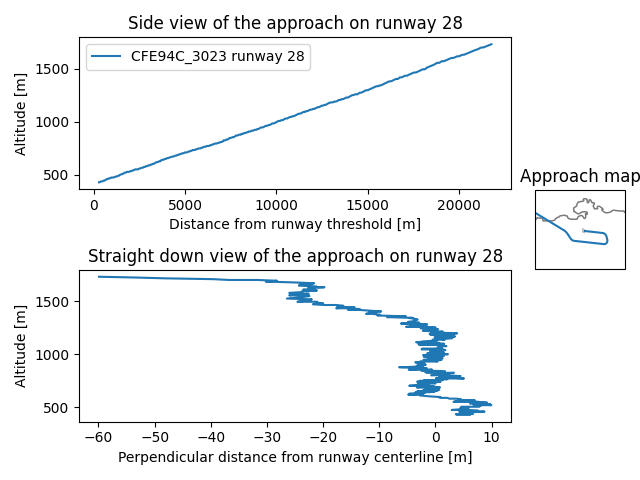 Side view of the approach on runway 28
CFE94C_3023 runway 28
Altitude [m]
1500
1000
500
0
5000
10000
15000
20000
Distance from runway threshold [m]
Approach map
Straight down view of the approach on runway 28
Altitude [m]
1500
1000
500
−60
−50
−40
−30
−20
−10
0
10
Perpendicular distance from runway centerline [m]